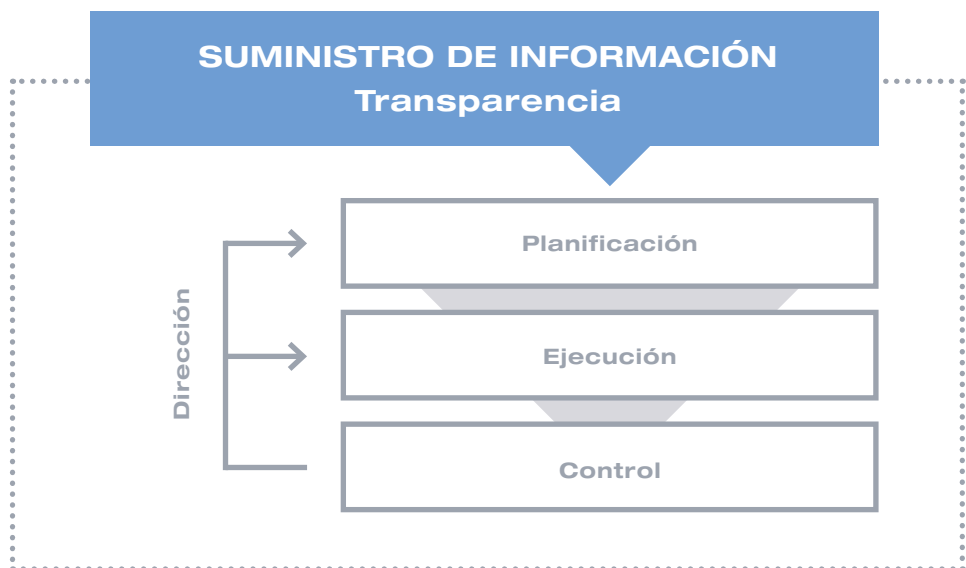 SUMINISTRO DE INFORMACIÓN
Transparencia
Planificación
Dirección
Ejecución
Control